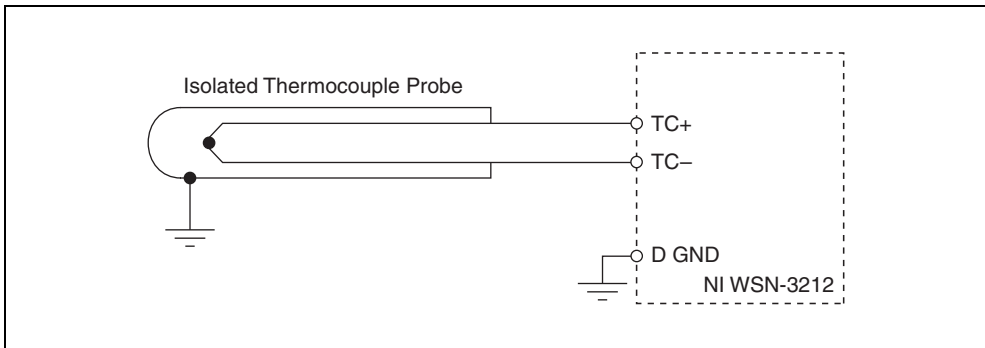 Isolated Thermocouple Probe
TC+
TC–
D GND
NI WSN-3212